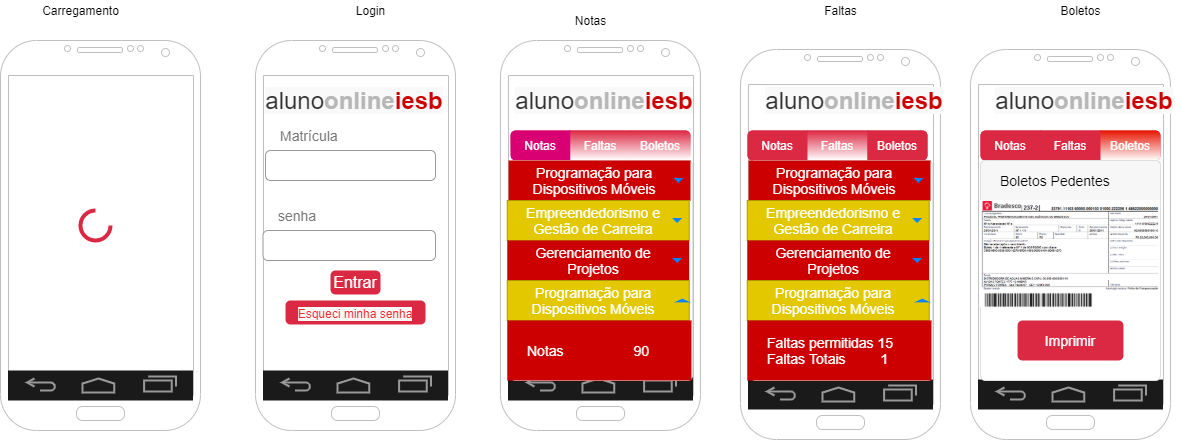 Carregamento
Login
alunoonlineiesb
Matrícula
senha
Entrar
Esqueci minha senha
Notas
alunoonlineiesb
Notas Faltas Boletos
Programação para
Dispositivos Móveis
Empreendedorismo e
Gestão de Carreira
Gerenciamento de
Projetos
Programação para
Dispositivos Móveis
Notas 90
Faltas
alunoonlineiesb
Notas Faltas Boletos
Programação para
Dispositivos Móveis
Empreendedorismo e
Gestão de Carreira
Gerenciamento de
Projetos
Programação para
Dispositivos Móveis
Faltas permitidas 15
Faltas Totais 1
Boletos
alunoonlineiesb
Notas Faltas Boletos
Boletos Pedentes
Bradesco 237-2
Imprimir